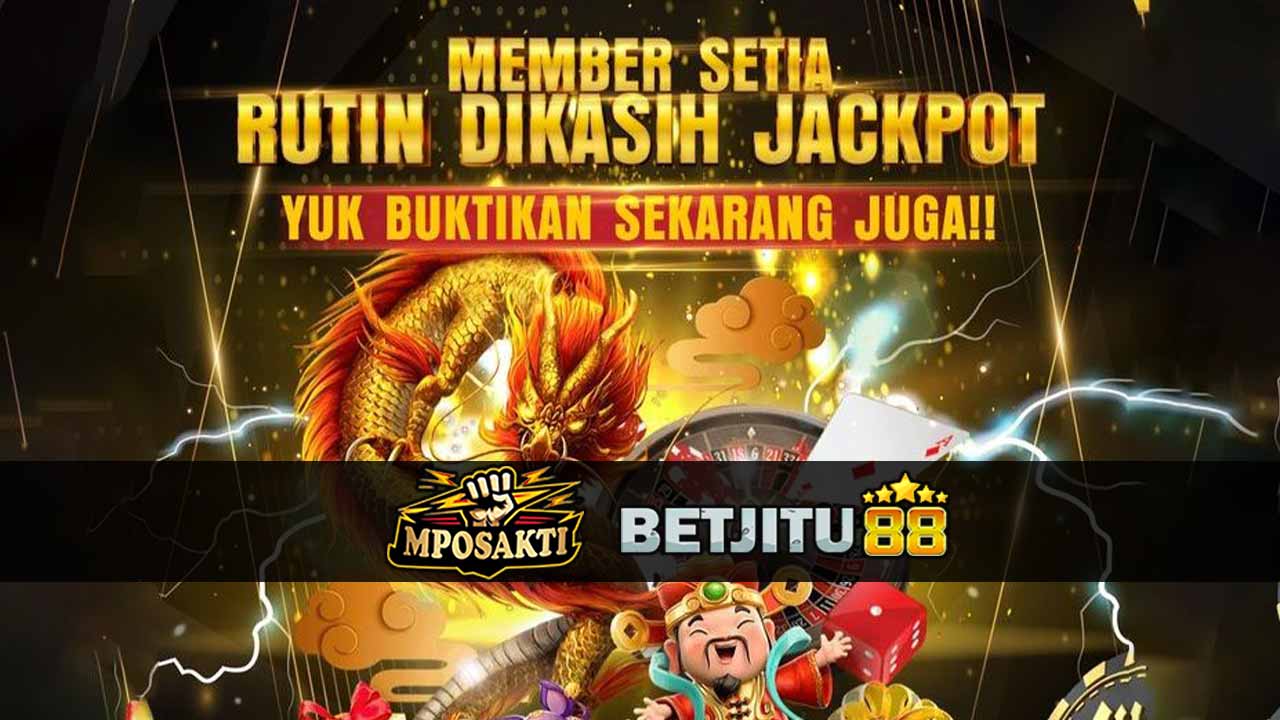 MEMBER SETIA
RUTIN DIKASIH JACKPOT
YUK BUKTIKAN SEKARANG JUGA!!
MPOSAKTI
BETJITU88